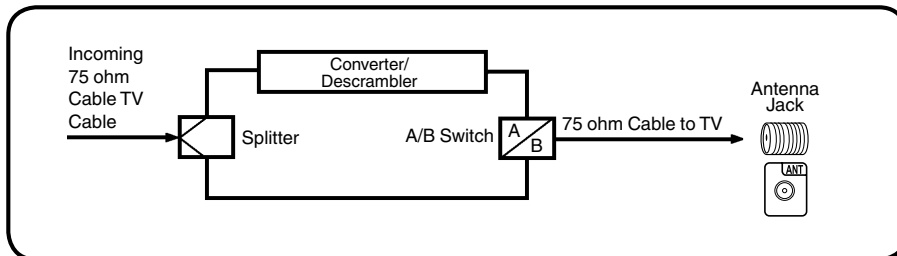 Incoming
75 ohm
Cable TV
Cable
Converter/
Descrambler
Splitter
A/B Switch
A
B
75 ohm Cable to TV
Antenna
Jack
ANT